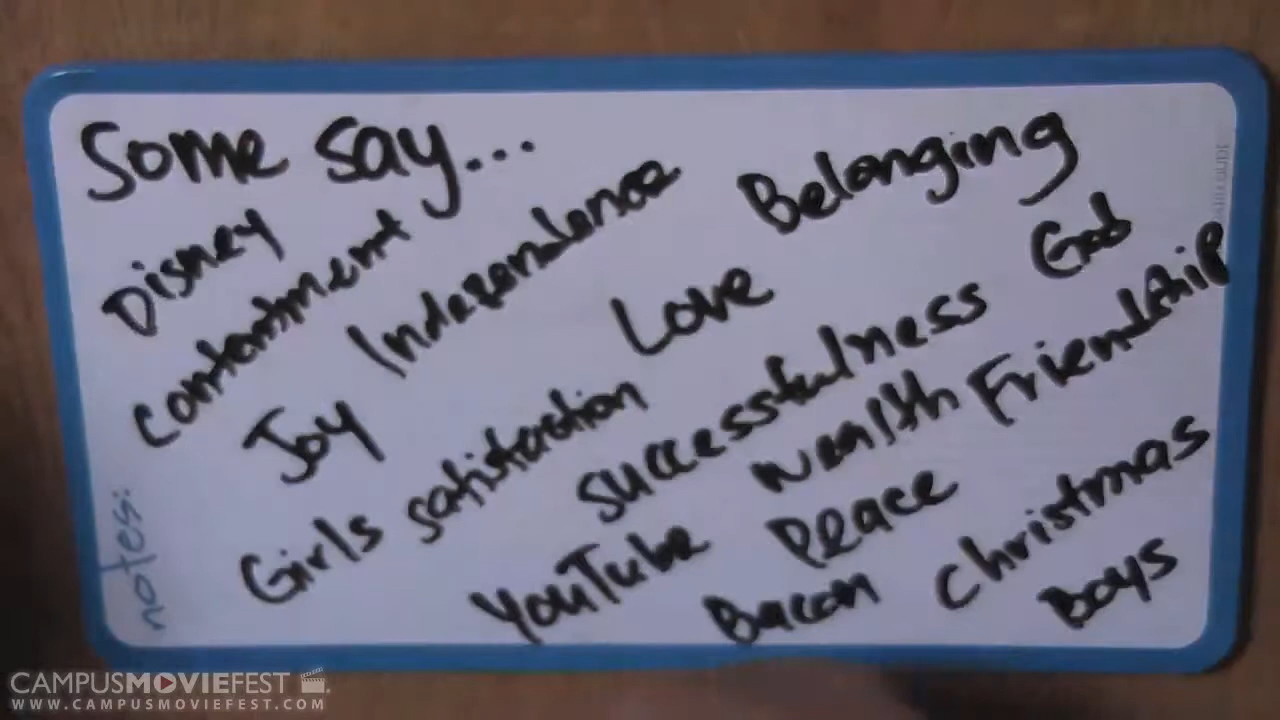 Some say...
Disney
Contentment
Independence
Belonging
Joy
Love
God
Girls
satisfaction
successfulness
Wealth
Friendship
YouTube
Peace
Bacon
Christmas
Boys
notes:
CAMPUSMOVIEFEST
WWW.CAMPUSMOVIEFEST.COM